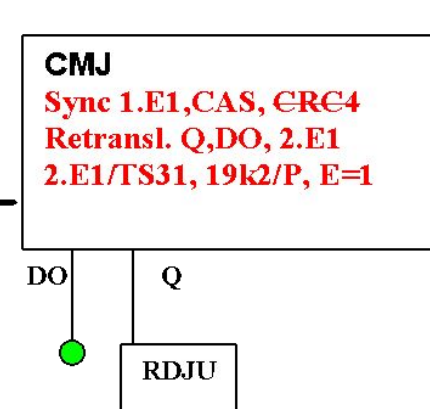 CMJ
Sync 1.E1,CAS, CRC4
Retransl. Q,DO, 2.E1
2.E1/TS31, 19k2/P, E=1
DO
Q
RDJU